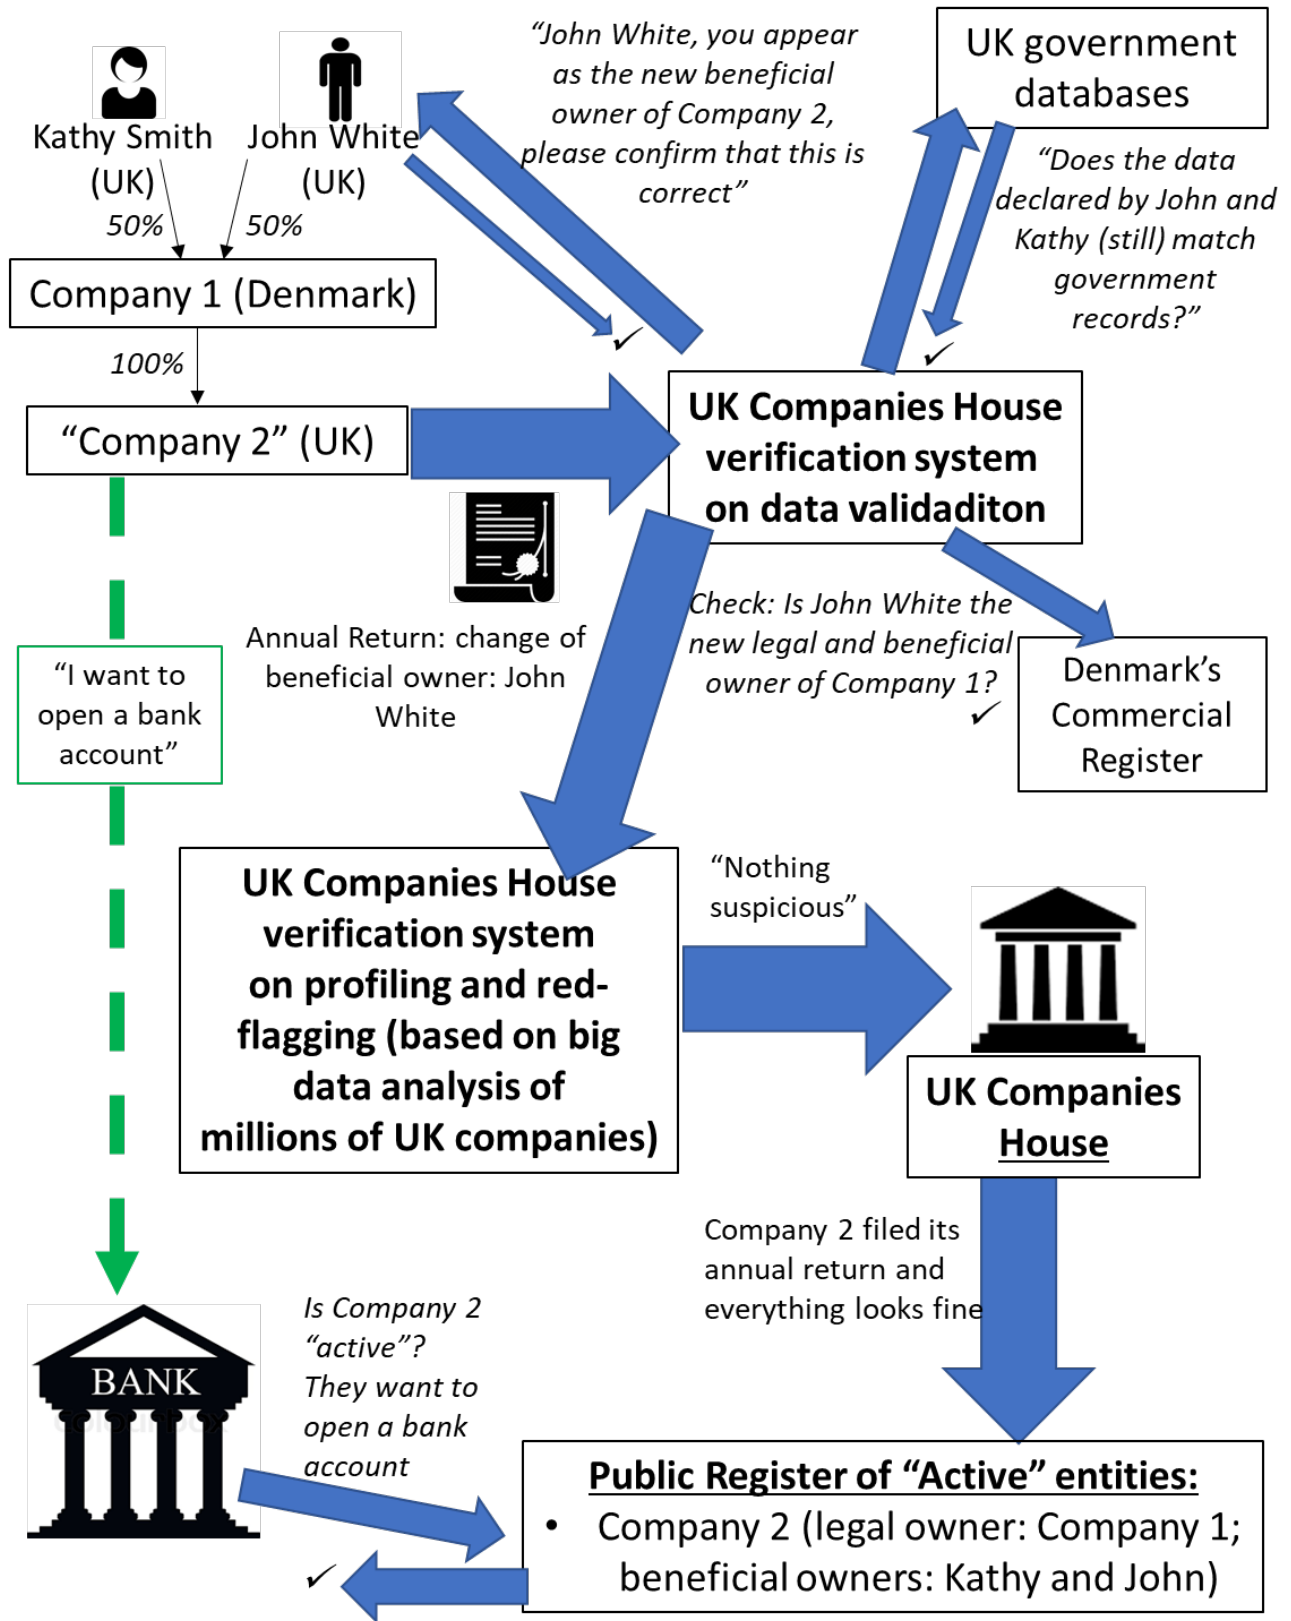 Kathy Smith
(UK)
John White
(UK)
50%
50%
Company 1 (Denmark)
100%
“Company 2” (UK)
“John White, you appear
as the new beneficial
owner of Company 2,
please confirm that this is
correct”
UK government
databases
“Does the data
declared by John and
Kathy (still) match
government
records?”
UK Companies House
verification system
on data validaditon
Annual Return: change of
beneficial owner: John
White
Check: Is John White the
new legal and beneficial
owner of Company 1?
Denmark’s
Commercial
Register
“I want to
open a bank
account”
UK Companies House
verification system
on profiling and red-
flagging (based on big
data analysis of
millions of UK companies)
“Nothing
suspicious”
UK Companies
House
Company 2 filed its
annual return and
everything looks fine
BANK
Is Company 2
“active”?
They want to
open a bank
account
Public Register of “Active” entities:
• Company 2 (legal owner: Company 1;
beneficial owners: Kathy and John)